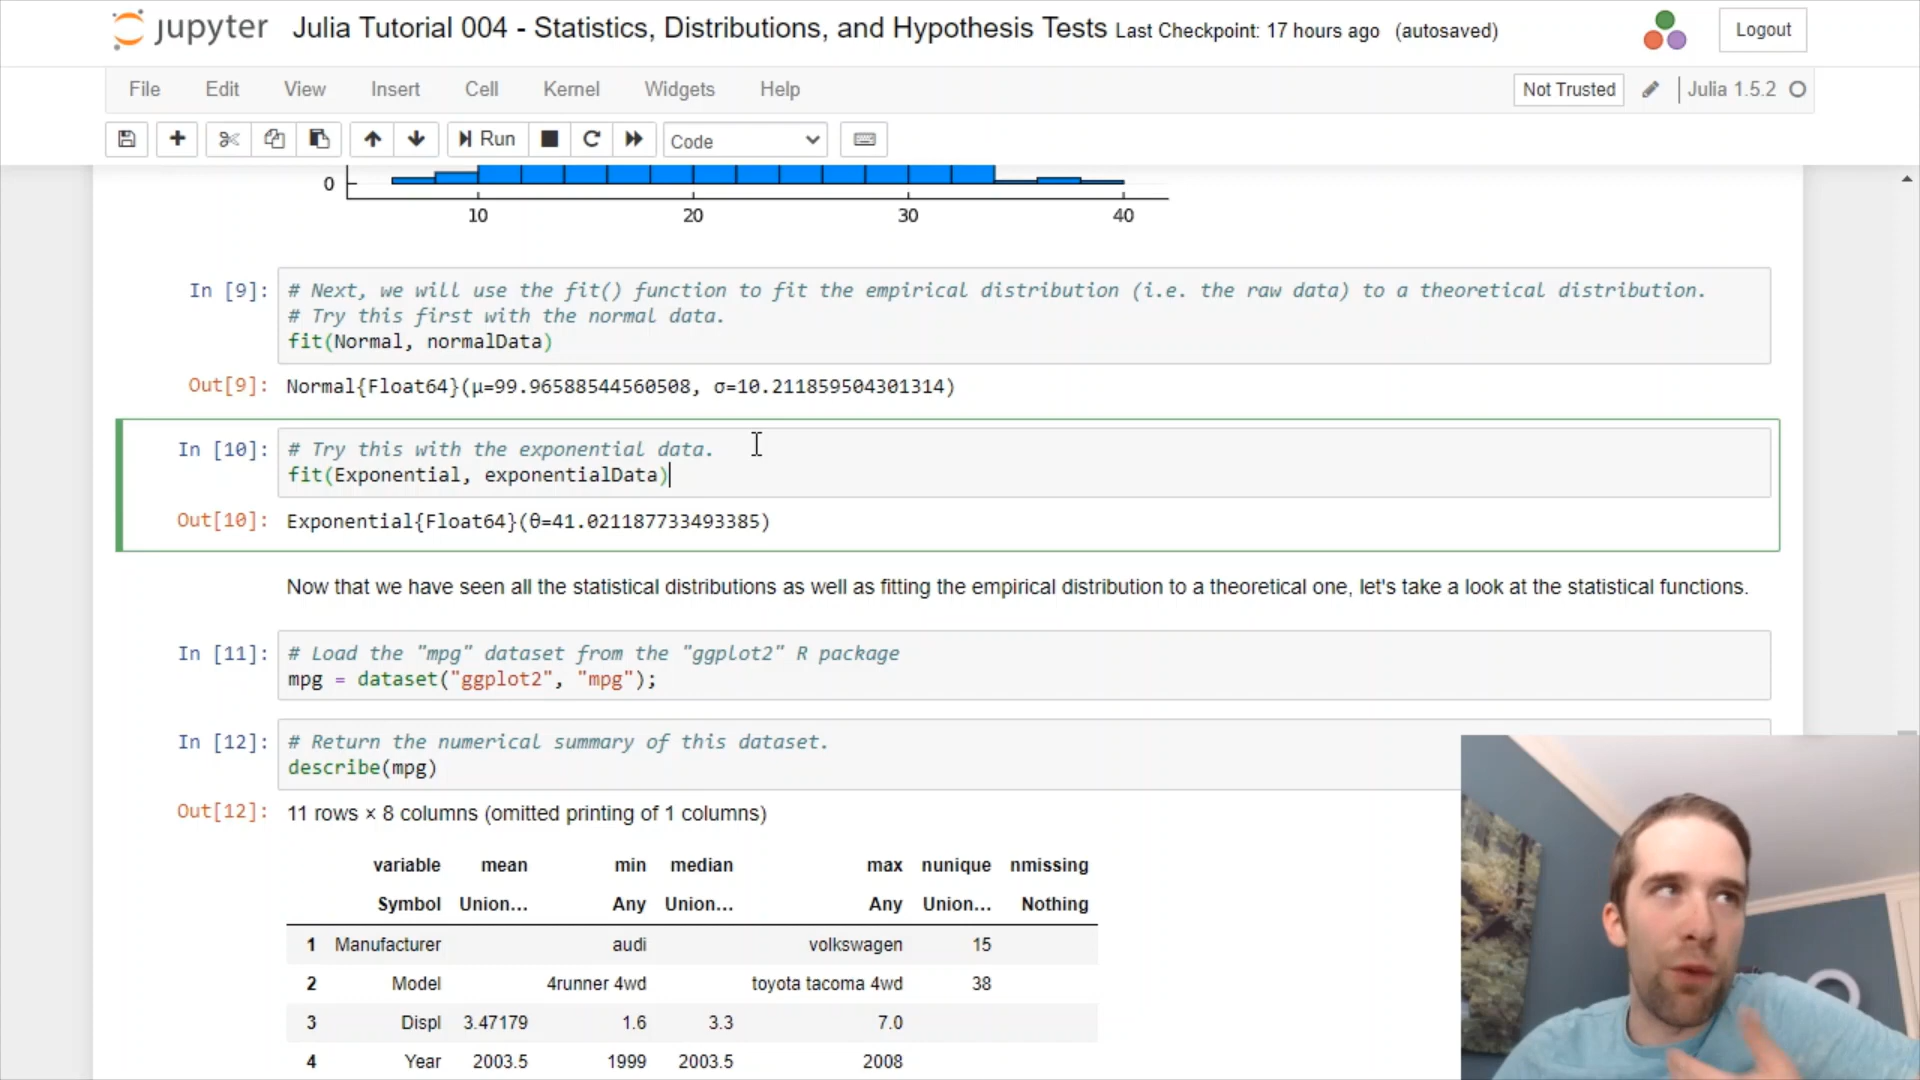 jupyter Julia Tutorial 004 - Statistics, Distributions, and Hypothesis Tests Last Checkpoint: 17 hours ago (autosaved)
Logout
File Edit View Insert Cell Kernel Widgets Help
Not Trusted
Julia 1.5.2
Run
Code
0
10 20 30 40
In [9]:
# Next, we will use the fit() function to fit the empirical distribution (i.e. the raw data) to a theoretical distribution.
# Try this first with the normal data.
fit(Normal, normalData)
Out[9]: Normal{Float64}(μ=99.96588544560508, σ=10.211859504301314)
In [10]:
# Try this with the exponential data.
fit(Exponential, exponentialData)
Out[10]: Exponential{Float64}(θ=41.021187733493385)
Now that we have seen all the statistical distributions as well as fitting the empirical distribution to a theoretical one, let's take a look at the statistical functions.
In [11]:
# Load the "mpg" dataset from the "ggplot2" R package
mpg = dataset("ggplot2", "mpg");
In [12]:
# Return the numerical summary of this dataset.
describe(mpg)
Out[12]: 11 rows × 8 columns (omitted printing of 1 columns)
variable mean min median max nunique nmissing
Symbol Union… Any Union… Any Union… Nothing
1 Manufacturer audi volkswagen 15
2 Model 4runner 4wd toyota tacoma 4wd 38
3 Displ 3.47179 1.6 3.3 7.0
4 Year 2003.5 1999 2003.5 2008